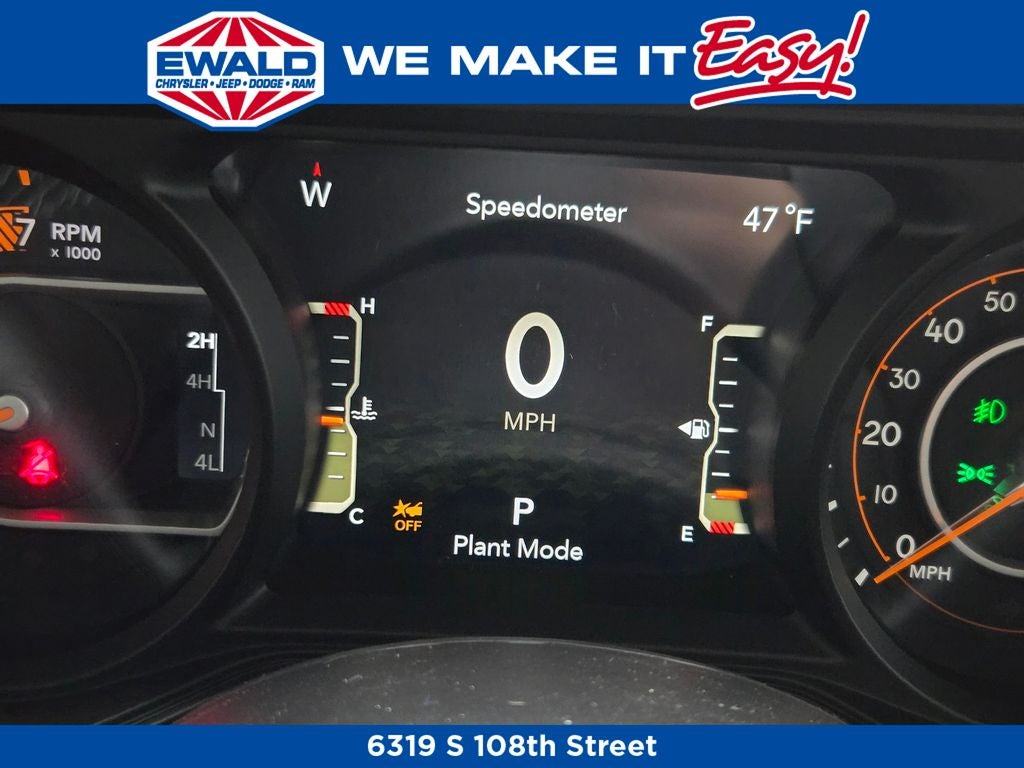 EWALD
CHRYSLER • JEEP • DODGE • RAM
WE MAKE IT Easy!
W
Speedometer
47 °F
7
RPM
x 1000
H
F
0
MPH
2H
4H
N
4L
C
OFF
P
E
Plant Mode
50
40
30
20
10
0
MPH
6319 S 108th Street